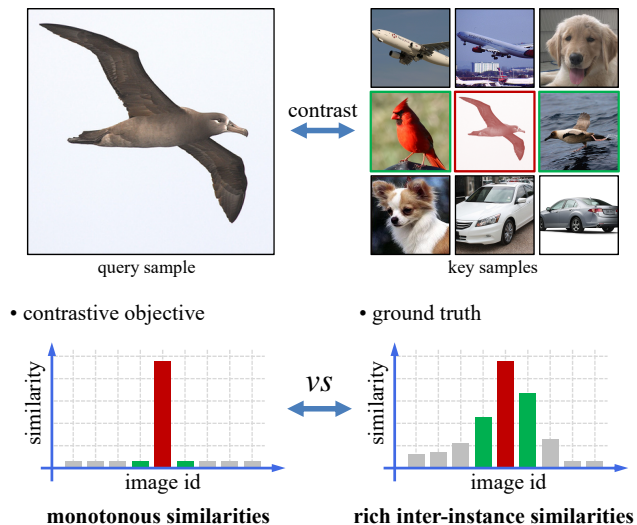 contrast
query sample
key samples
• contrastive objective
• ground truth
similarity
image id
vs
similarity
image id
monotonous similarities
rich inter-instance similarities